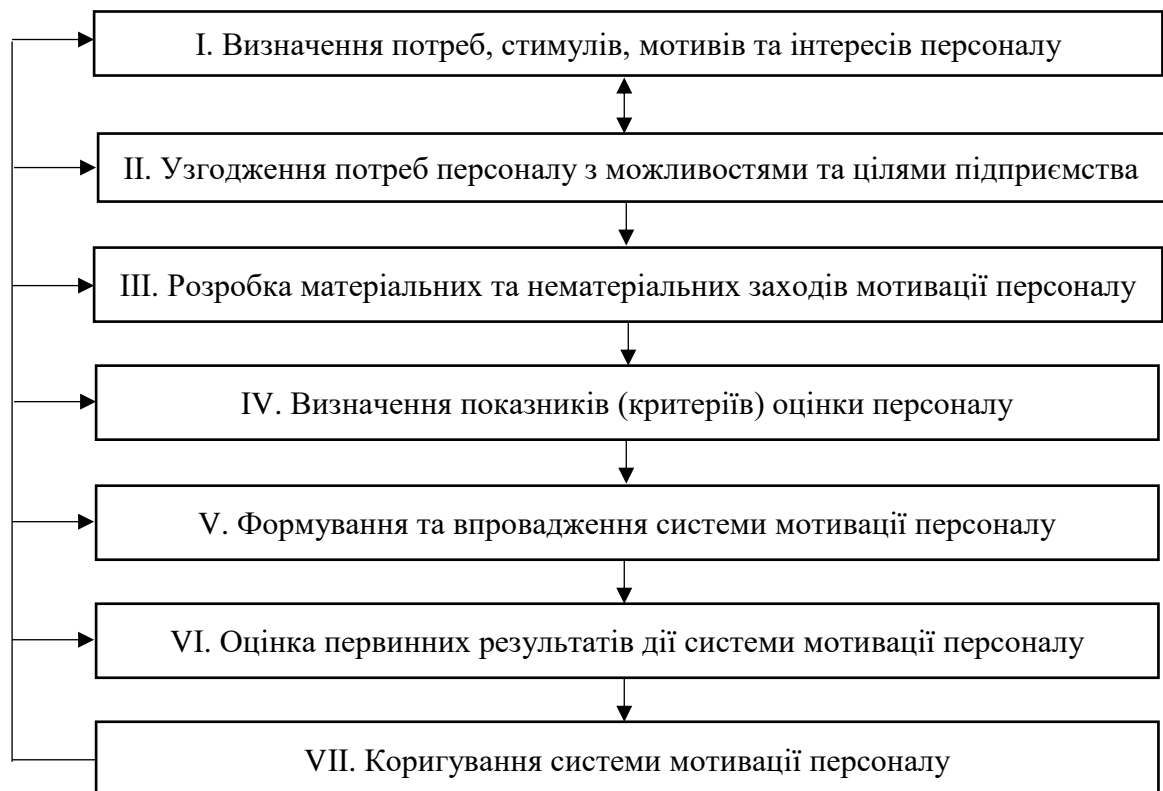 I. Визначення потреб, стимулів, мотивів та інтересів персоналу
II. Узгодження потреб персоналу з можливостями та цілями підприємства
III. Розробка матеріальних та нематеріальних заходів мотивації персоналу
IV. Визначення показників (критеріїв) оцінки персоналу
V. Формування та впровадження системи мотивації персоналу
VI. Оцінка первинних результатів дії системи мотивації персоналу
VII. Коригування системи мотивації персоналу